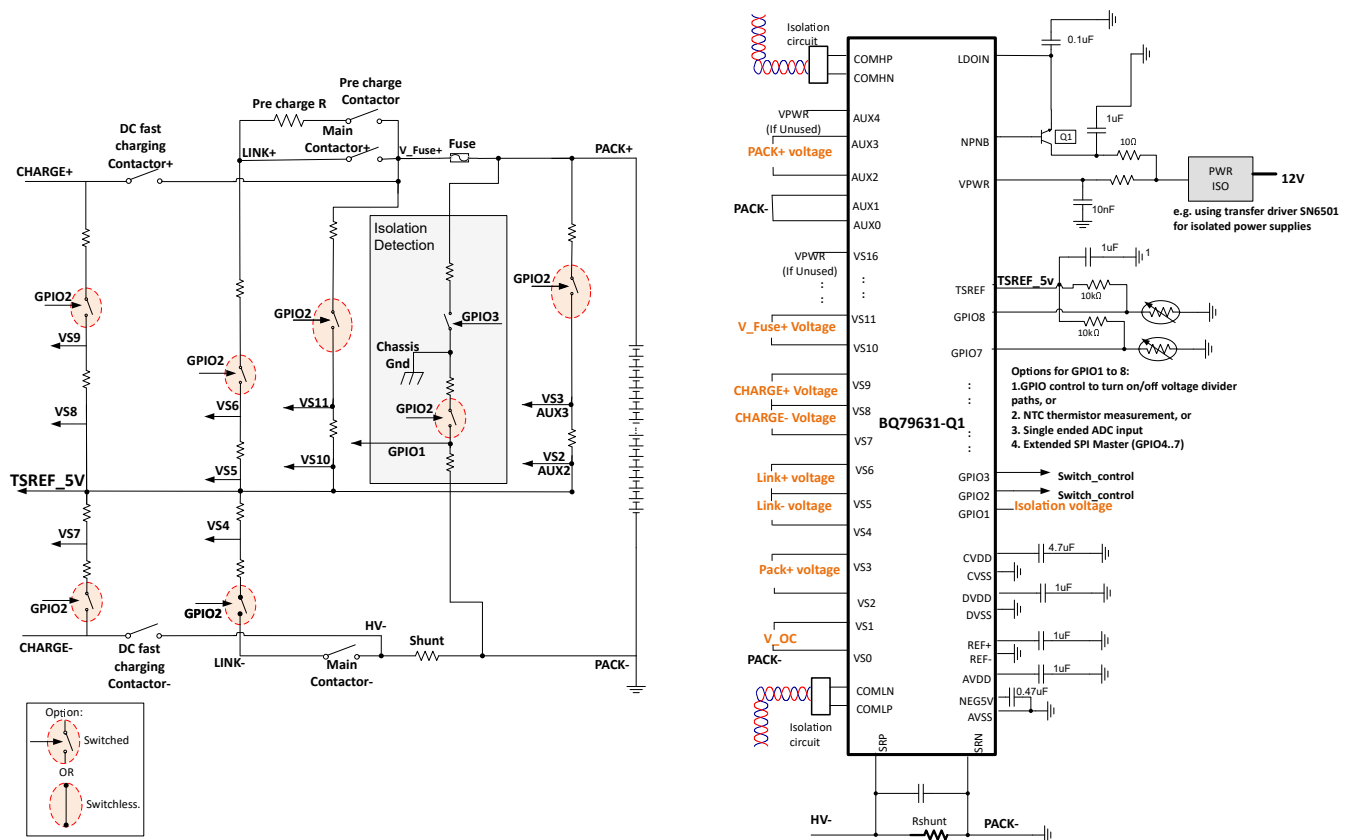 Pre charge
Contactor
Pre charge R
Main
Contactor+
DC fast
charging
Contactor+
LINK+
V_Fuse+
Fuse
PACK+
CHARGE+
Isolation
Detection
GPIO2
GPIO2
GPIO2
GPIO3
VS9
Chassis
Gnd
GPIO2
VS6
VS11
VS3
AUX3
GPIO2
VS8
GPIO1
VS10
VS2
AUX2
VS5
TSREF_5V
VS7
VS4
GPIO2
GPIO2
CHARGE-
DC fast
charging
Contactor-
HV-
Shunt
LINK-
Main
Contactor-
PACK-
Option:
Switched
OR
Switchless.
Isolation
circuit
COMHP
COMHN
VPWR
(If Unused)
AUX4
AUX3
PACK+ voltage
AUX2
AUX1
PACK-
AUX0
VPWR
(If Unused)
VS16
VS11
V_Fuse+ Voltage
VS10
VS9
CHARGE+ Voltage
VS8
CHARGE- Voltage
VS7
BQ79631-Q1
VS6
Link+ voltage
VS5
Link- voltage
VS4
VS3
Pack+ voltage
VS2
VS1
V_OC
VS0
PACK-
COMLN
COMLP
Isolation
circuit
SRP
SRN
HV-
Rshunt
PACK-
0.1uF
LDOIN
1uF
NPNB
Q1
10Ω
VPWR
PWR
ISO
12V
10nF
e.g. using transfer driver SN6501
for isolated power supplies
1uF
1
TSREF_5v
TSREF
10kΩ
GPIO8
10kΩ
GPIO7
Options for GPIO1 to 8:
1.GPIO control to turn on/off voltage divider
paths, or
2. NTC thermistor measurement, or
3. Single ended ADC input
4. Extended SPI Master (GPIO4..7)
GPIO3
Switch_control
GPIO2
Switch_control
GPIO1
Isolation voltage
CVDD
4.7uF
CVSS
DVDD
1uF
DVSS
REF+
1uF
REF-
AVDD
1uF
NEG5V
0.47uF
AVSS